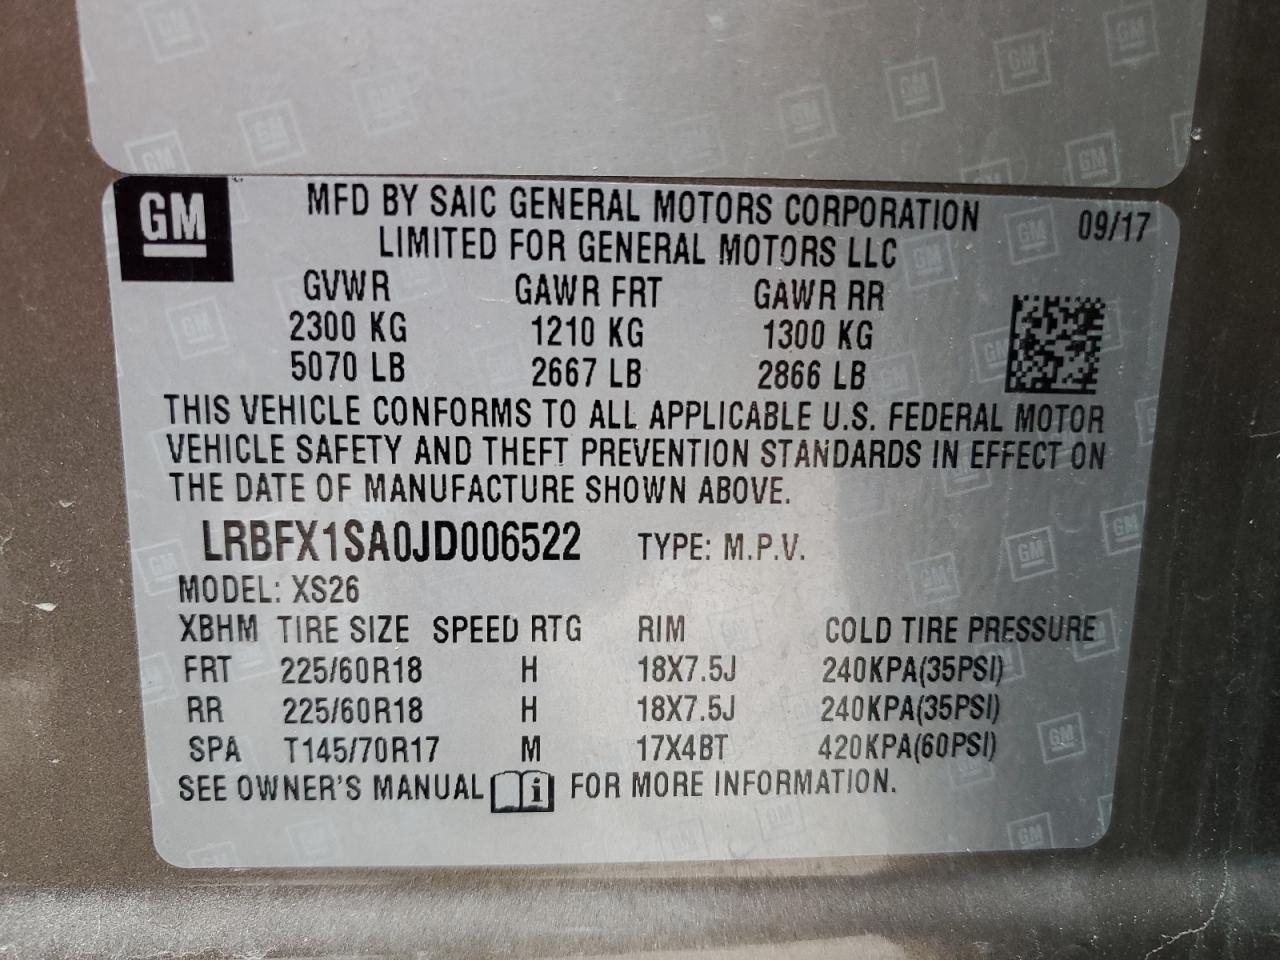 GM
MFD BY SAIC GENERAL MOTORS CORPORATION
LIMITED FOR GENERAL MOTORS LLC
09/17
GVWR GAWR FRT GAWR RR
2300 KG 1210 KG 1300 KG
5070 LB 2667 LB 2866 LB
THIS VEHICLE CONFORMS TO ALL APPLICABLE U.S. FEDERAL MOTOR
VEHICLE SAFETY AND THEFT PREVENTION STANDARDS IN EFFECT ON
THE DATE OF MANUFACTURE SHOWN ABOVE.
LRBFX1SA0JD006522 TYPE: M.P.V.
MODEL: XS26
XBHM TIRE SIZE SPEED RTG RIM COLD TIRE PRESSURE
FRT 225/60R18 H 18X7.5J 240KPA(35PSI)
RR 225/60R18 H 18X7.5J 240KPA(35PSI)
SPA T145/70R17 M 17X4BT 420KPA(60PSI)
SEE OWNER'S MANUAL i FOR MORE INFORMATION.